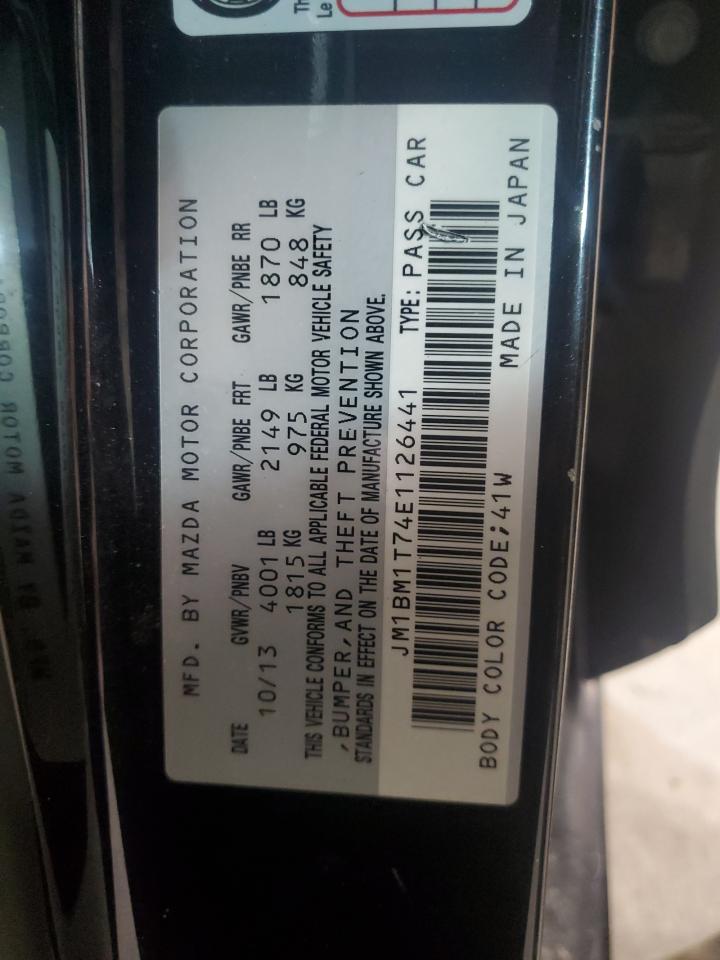 Th
Le
MFD. BY MAZDA MOTOR CORPORATION
DATE GVWR/PNBV GAWR/PNBE FRT GAWR/PNBE RR
10/13 4001 LB 2149 LB 1870 LB
1815 KG 975 KG 848 KG
THIS VEHICLE CONFORMS TO ALL APPLICABLE FEDERAL MOTOR VEHICLE SAFETY
,BUMPER,AND THEFT PREVENTION
STANDARDS IN EFFECT ON THE DATE OF MANUFACTURE SHOWN ABOVE.
JM1BM1T74E1126441 TYPE: PASS CAR
BODY COLOR CODE;41W MADE IN JAPAN